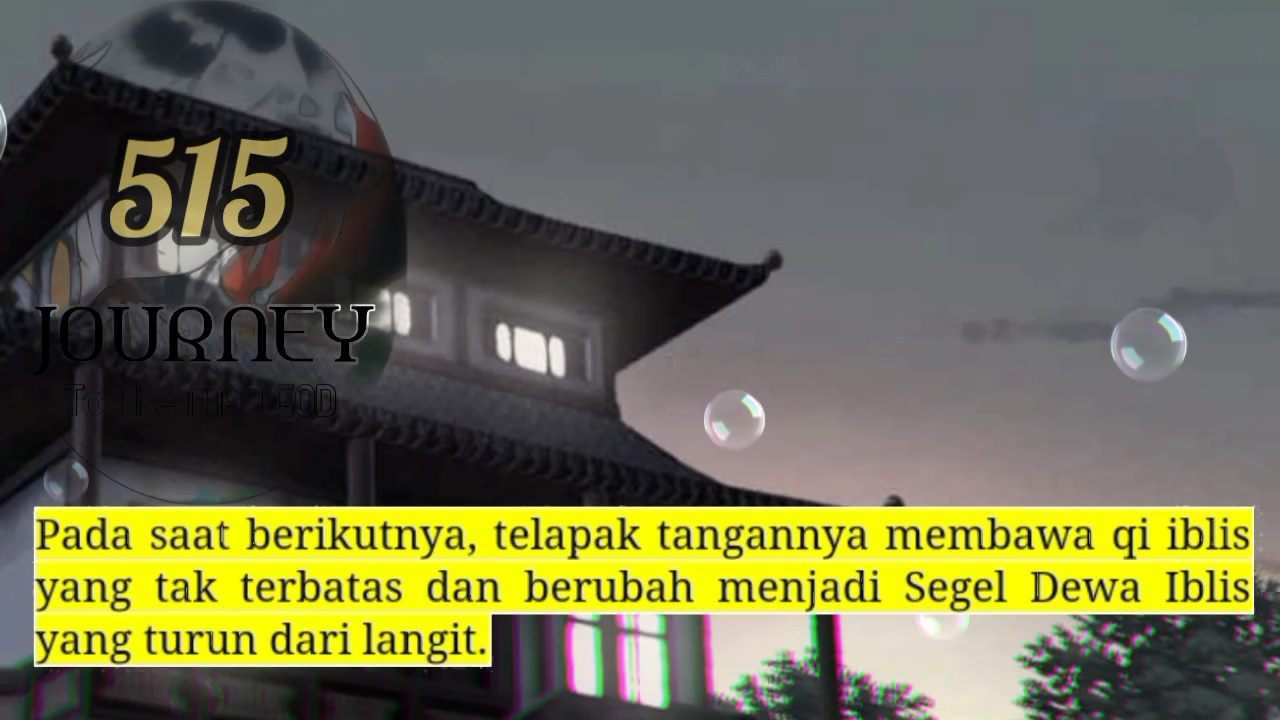 515
JOURNEY
Pada saat berikutnya, telapak tangannya membawa qi iblis
yang tak terbatas dan berubah menjadi Segel Dewa Iblis
yang turun dari langit.